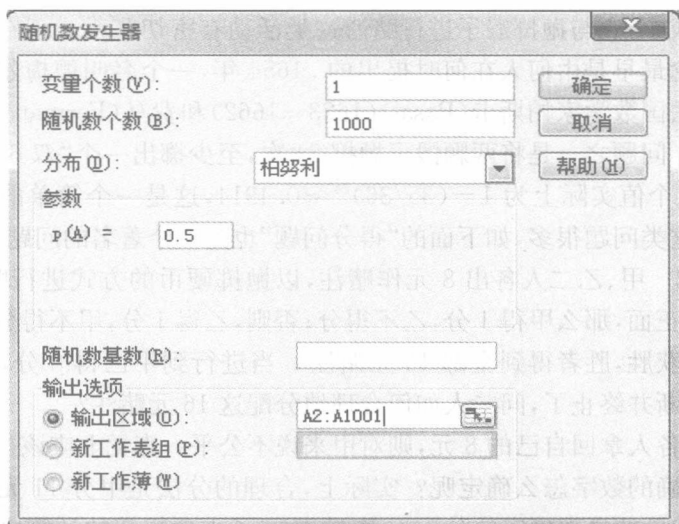 随机数发生器
变量个数(V): 1 确定
随机数个数(B): 1000 取消
分布(D): 柏努利 帮助(H)
参数
p(A) = 0.5
随机数基数(R):
输出选项
输出区域(O): A2:A1001
新工作表组(P):
新工作薄(W)